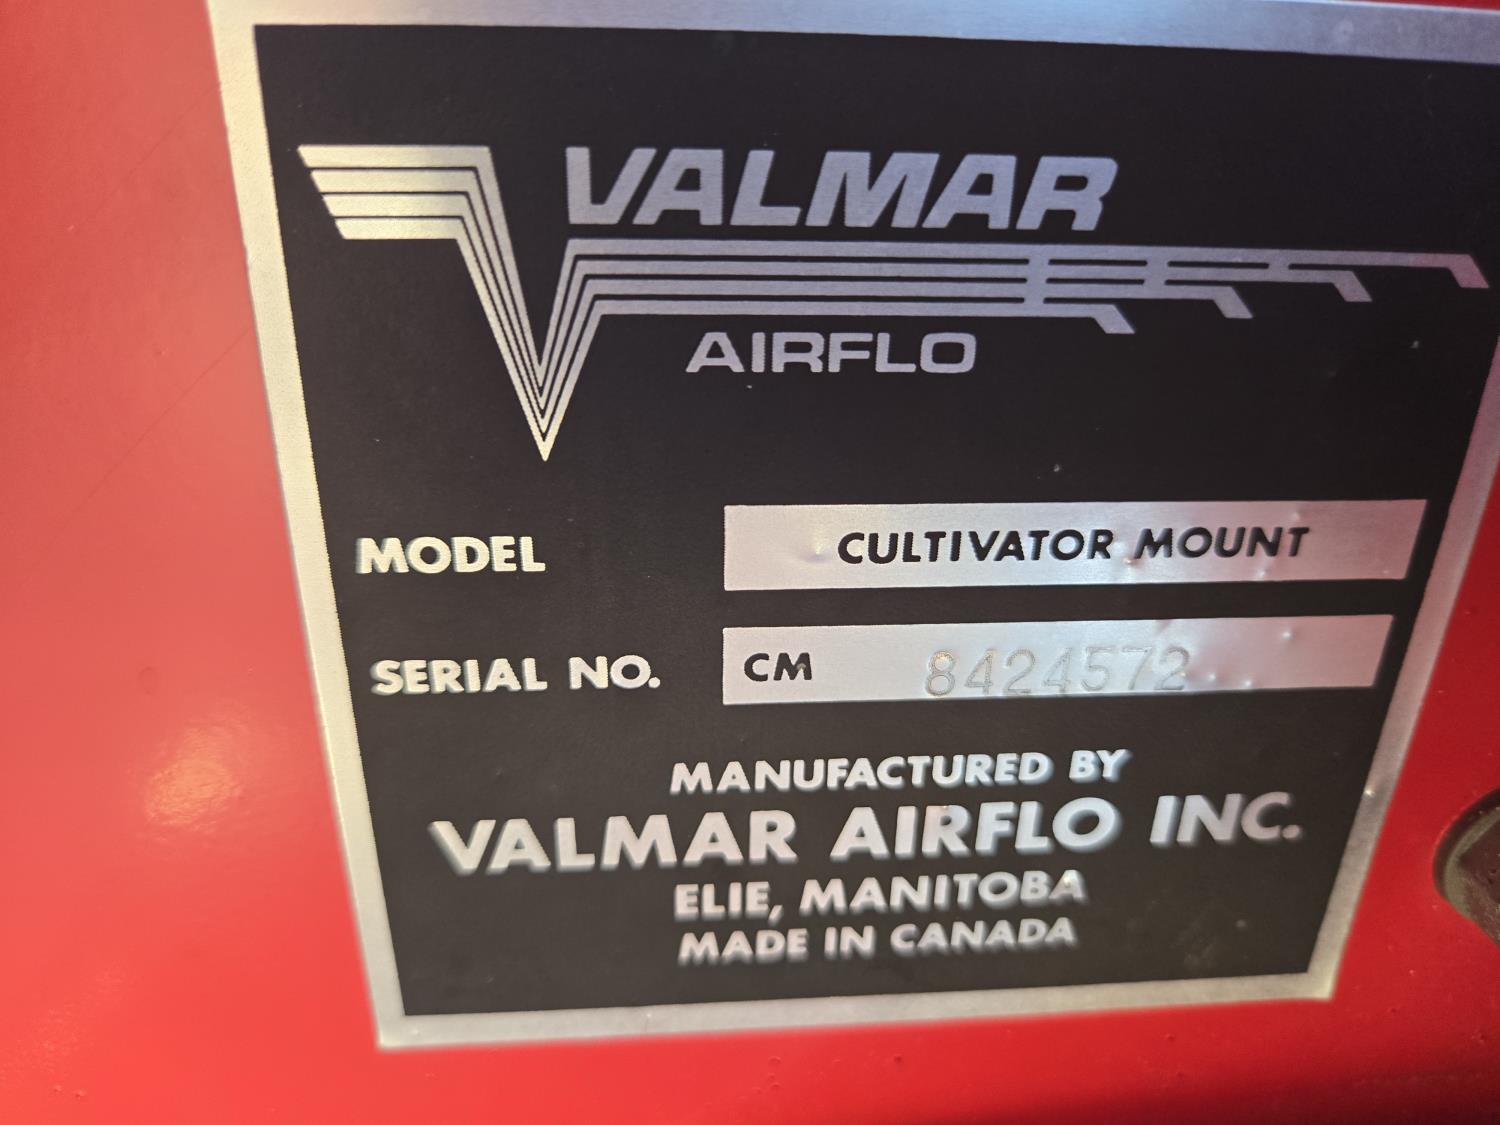 VALMAR
AIRFLO
MODEL CULTIVATOR MOUNT
SERIAL NO. CM 8424572
MANUFACTURED BY
VALMAR AIRFLO INC.
ELIE, MANITOBA
MADE IN CANADA